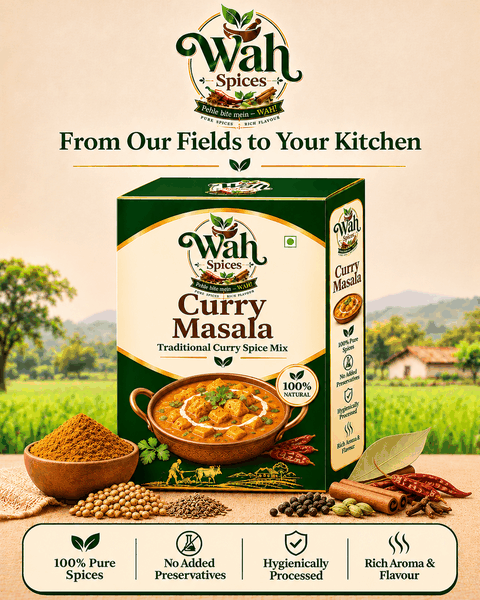 Wah
Spices
Pehle bite mein – WAH!
PURE SPICES | RICH FLAVOUR
From Our Fields to Your Kitchen
Wah
Spices
Pehle bite mein – WAH!
PURE SPICES | RICH FLAVOUR
Curry
Masala
Traditional Curry Spice Mix
100%
NATURAL
Wah
Spices
Curry
Masala
100% Pure
Spices
No Added
Preservatives
Hygienically
Processed
Rich Aroma &
Flavour
100% Pure
Spices
No Added
Preservatives
Hygienically
Processed
Rich Aroma &
Flavour